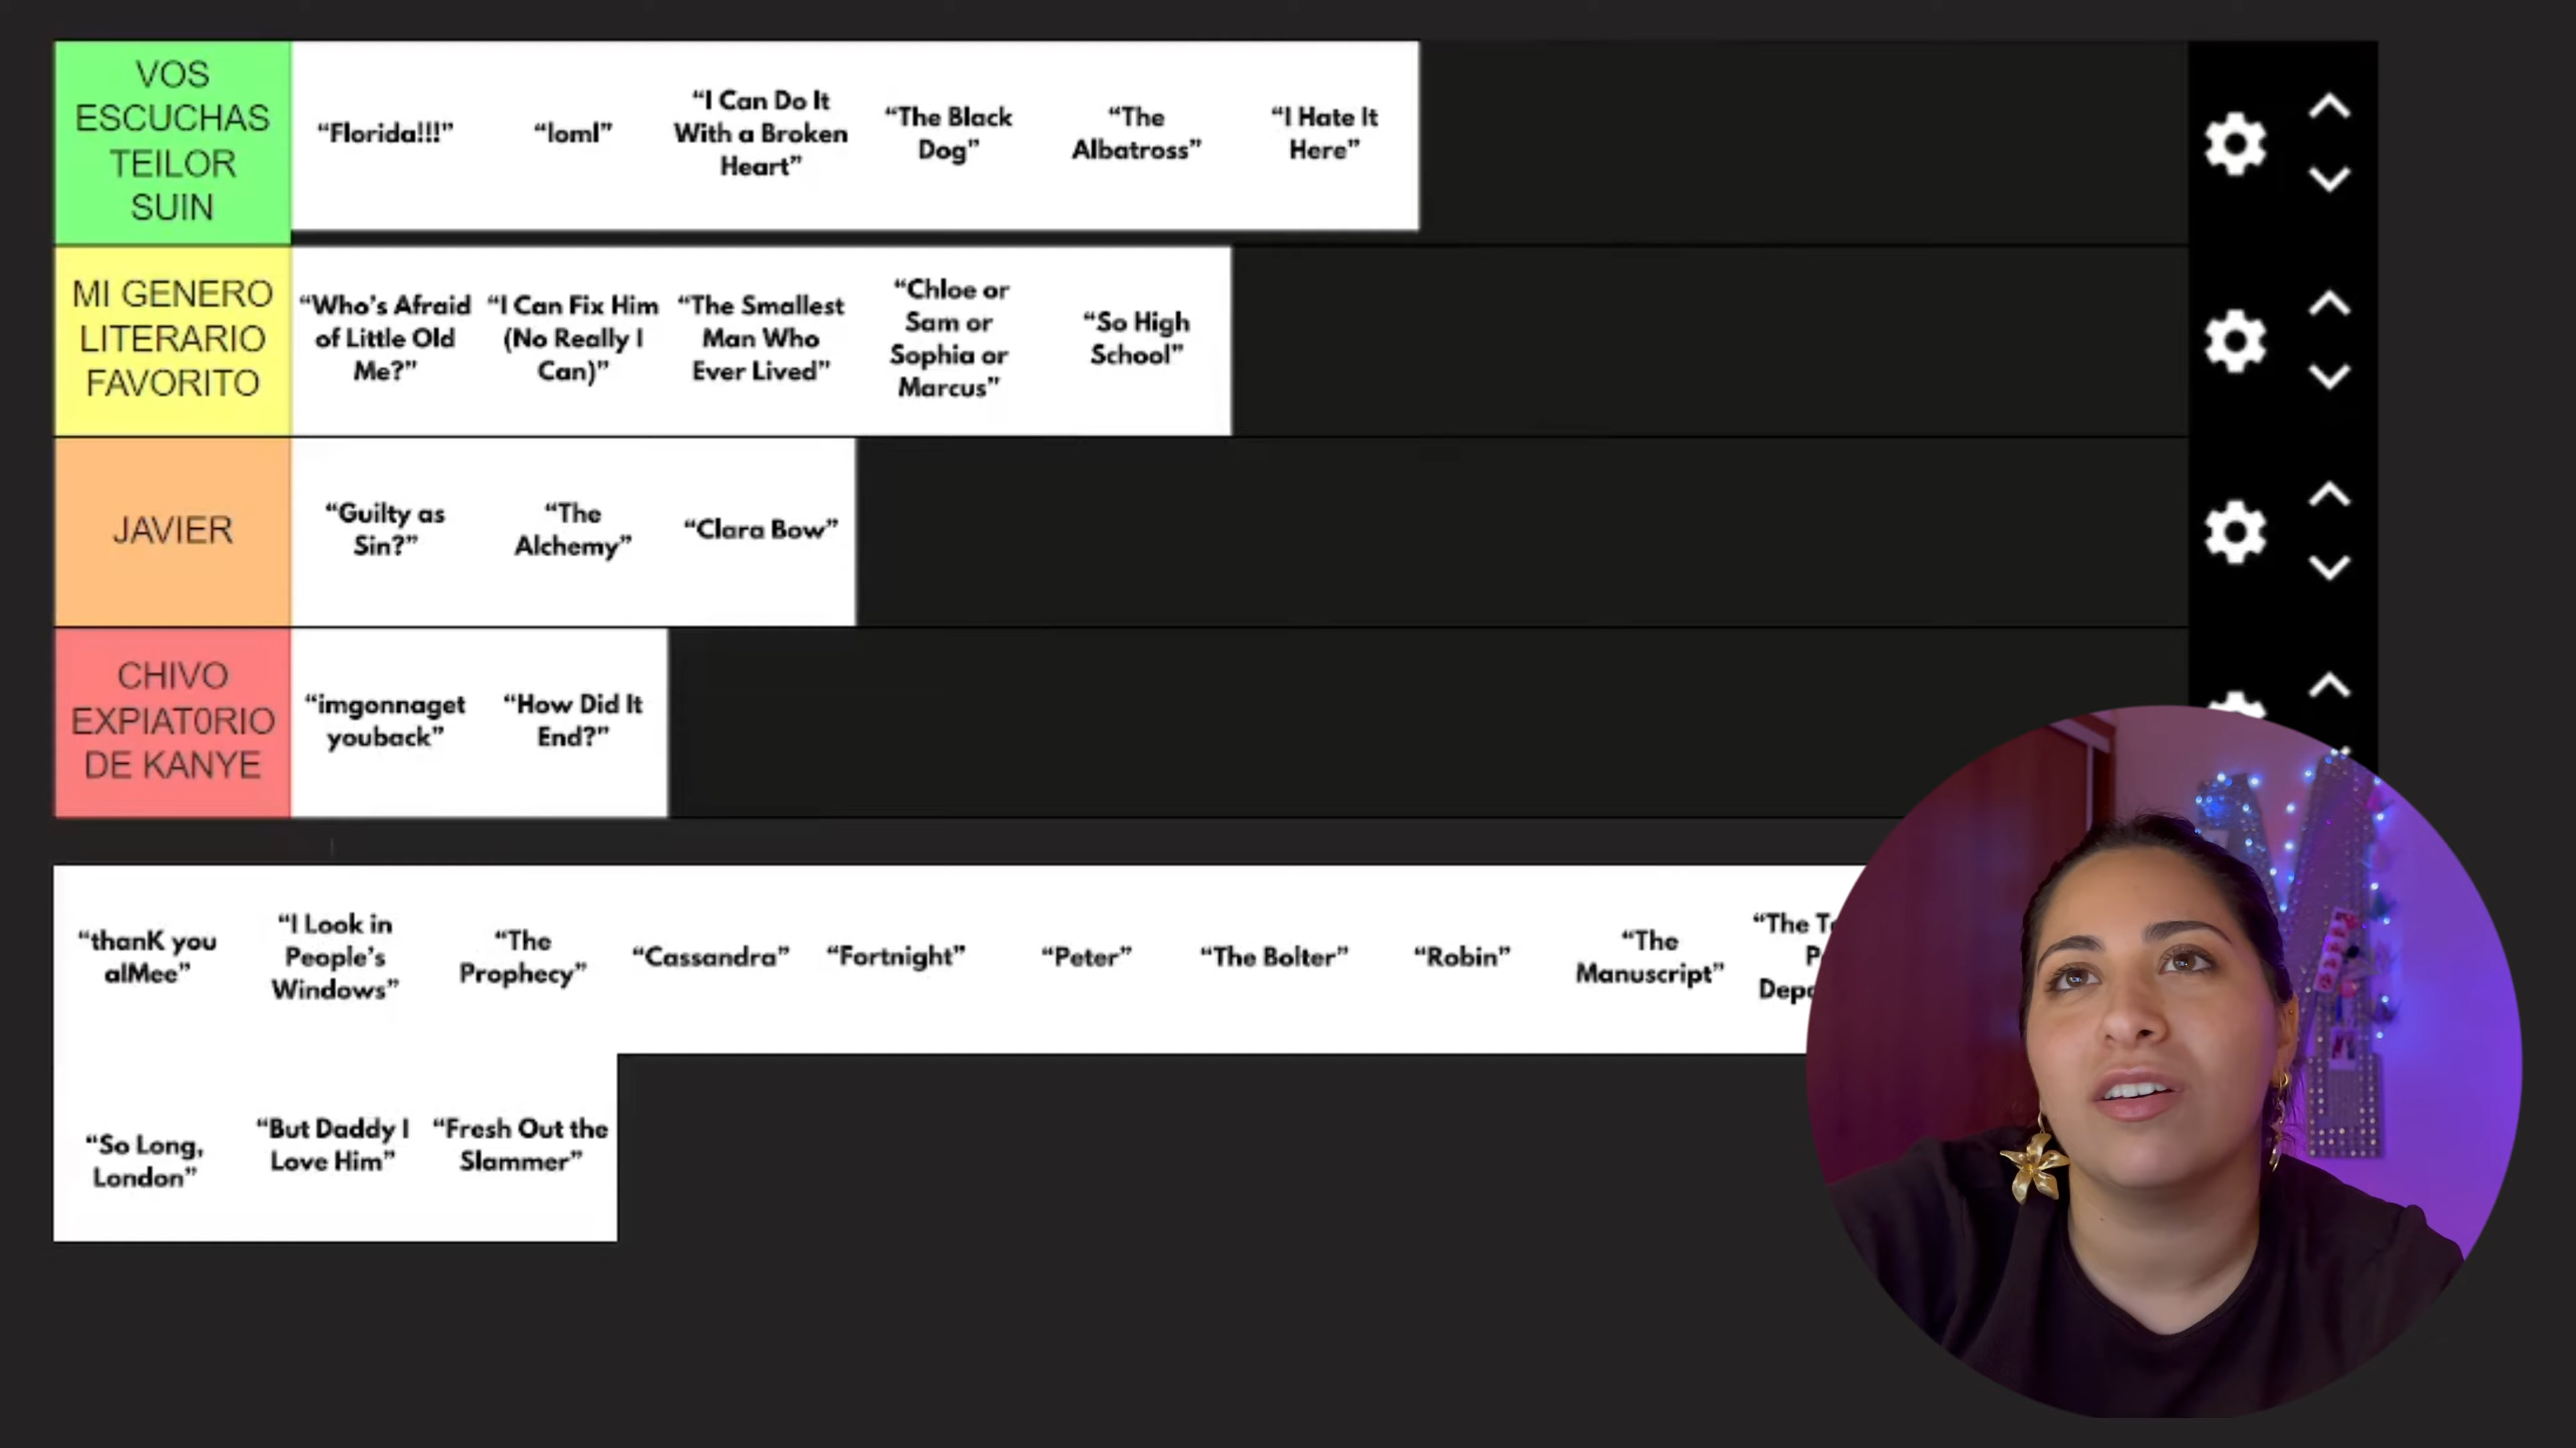 VOS
ESCUCHAS
TEILOR
SUIN
“Florida!!!”
“loml”
“I Can Do It
With a Broken
Heart”
“The Black
Dog”
“The
Albatross”
“I Hate It
Here”
MI GENERO
LITERARIO
FAVORITO
“Who’s Afraid
of Little Old
Me?”
“I Can Fix Him
(No Really I
Can)”
“The Smallest
Man Who
Ever Lived”
“Chloe or
Sam or
Sophia or
Marcus”
“So High
School”
JAVIER
“Guilty as
Sin?”
“The
Alchemy”
“Clara Bow”
CHIVO
EXPIAT0RIO
DE KANYE
“imgonnaget
youback”
“How Did It
End?”
“thanK you
aIMee”
“I Look in
People’s
Windows”
“The
Prophecy”
“Cassandra”
“Fortnight”
“Peter”
“The Bolter”
“Robin”
“The
Manuscript”
“The
“So Long,
London”
“But Daddy I
Love Him”
“Fresh Out the
Slammer”